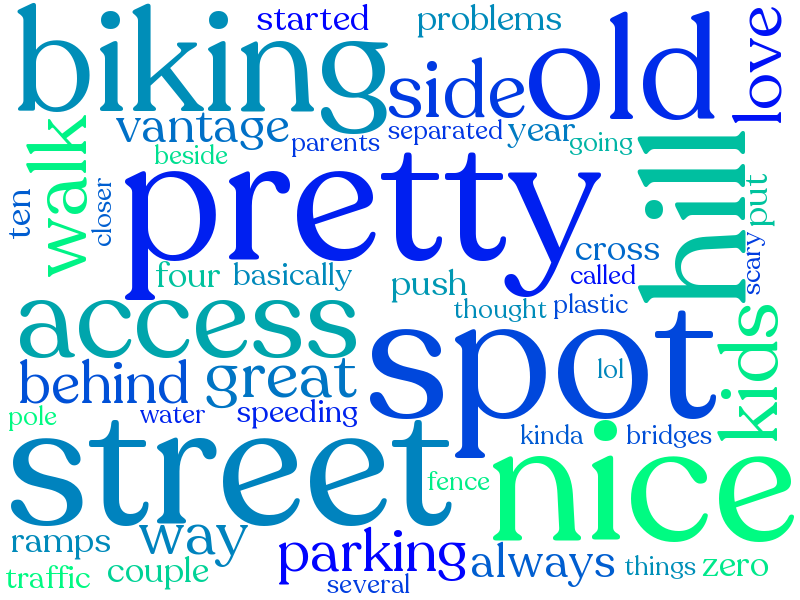 started
problems
biking
side
old
love
vantage
parents
separated
year
going
beside
walk
pretty
hill
put
ten
closer
scary
cross
called
four
basically
push
thought
plastic
access
spot
kids
behind
great
lol
pole
water
speeding
kinda
bridges
street
nice
fence
ramps
way
parking
always
things
zero
traffic
couple
several